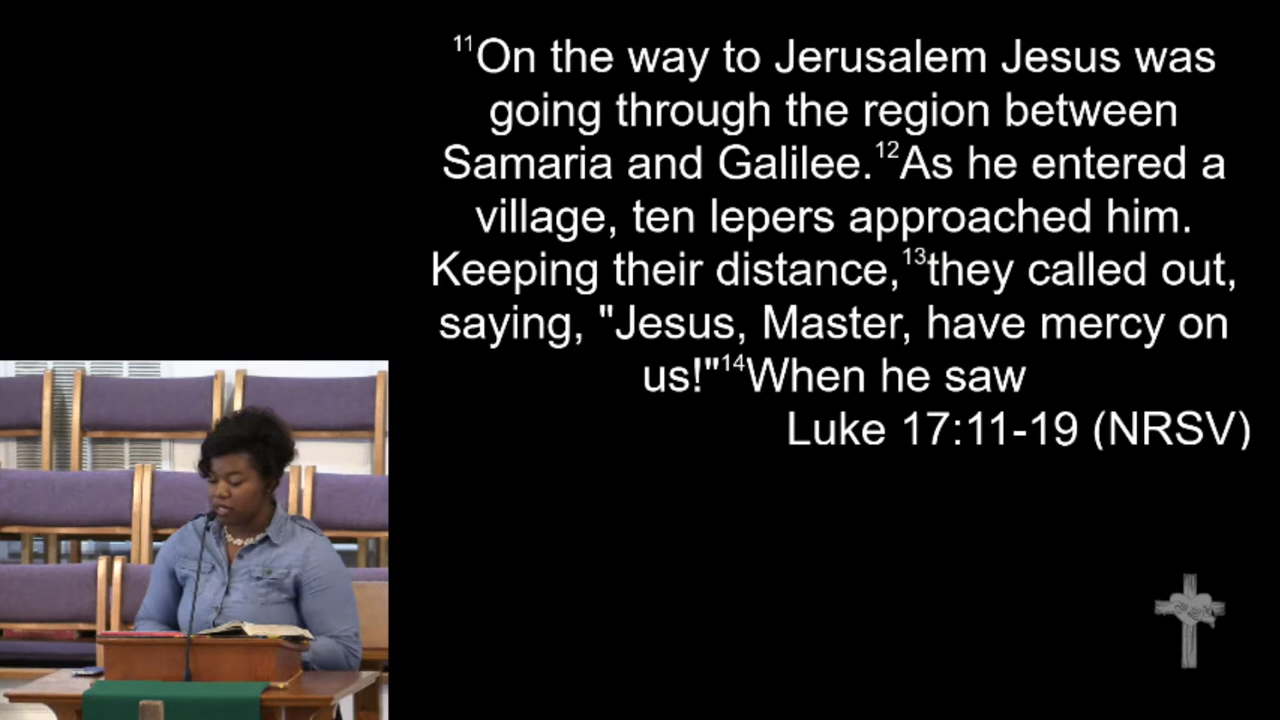 ¹¹On the way to Jerusalem Jesus was
going through the region between
Samaria and Galilee.¹²As he entered a
village, ten lepers approached him.
Keeping their distance,¹³they called out,
saying, "Jesus, Master, have mercy on
us!"¹⁴When he saw
Luke 17:11-19 (NRSV)